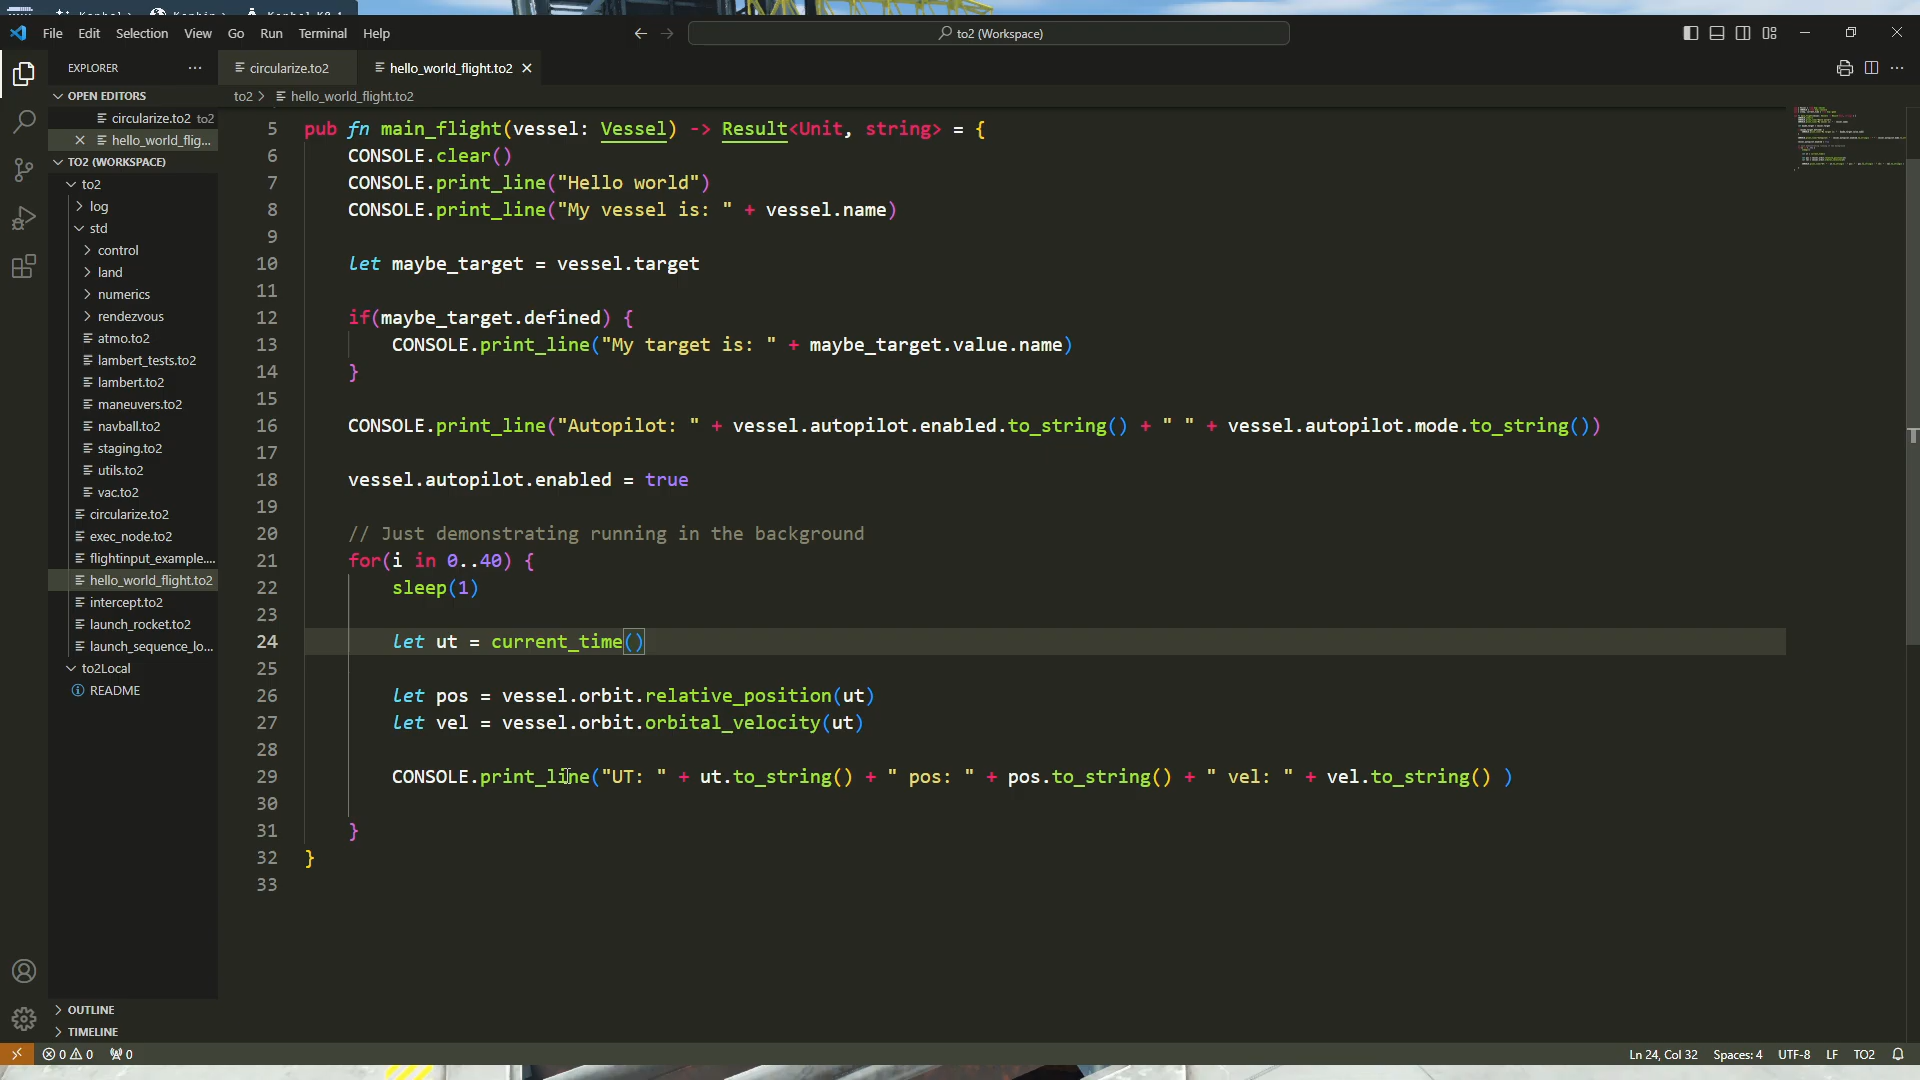 File Edit Selection View Go Run Terminal Help
to2 (Workspace)
EXPLORER
circularize.to2
hello_world_flight.to2
OPEN EDITORS
to2 > hello_world_flight.to2
circularize.to2 to2
hello_world_flig...
TO2 (WORKSPACE)
to2
log
std
control
land
numerics
rendezvous
atmo.to2
lambert_tests.to2
lambert.to2
maneuvers.to2
navball.to2
staging.to2
utils.to2
vac.to2
circularize.to2
exec_node.to2
flightinput_example....
hello_world_flight.to2
intercept.to2
launch_rocket.to2
launch_sequence_lo...
to2Local
README
OUTLINE
TIMELINE
5 pub fn main_flight(vessel: Vessel) -> Result<Unit, string> = {
6 CONSOLE.clear()
7 CONSOLE.print_line("Hello world")
8 CONSOLE.print_line("My vessel is: " + vessel.name)
9
10 let maybe_target = vessel.target
11
12 if(maybe_target.defined) {
13 CONSOLE.print_line("My target is: " + maybe_target.value.name)
14 }
15
16 CONSOLE.print_line("Autopilot: " + vessel.autopilot.enabled.to_string() + " " + vessel.autopilot.mode.to_string())
17
18 vessel.autopilot.enabled = true
19
20 // Just demonstrating running in the background
21 for(i in 0..40) {
22 sleep(1)
23
24 let ut = current_time()
25
26 let pos = vessel.orbit.relative_position(ut)
27 let vel = vessel.orbit.orbital_velocity(ut)
28
29 CONSOLE.print_line("UT: " + ut.to_string() + " pos: " + pos.to_string() + " vel: " + vel.to_string() )
30
31 }
32 }
33
0 0 0
Ln 24, Col 32 Spaces: 4 UTF-8 LF TO2